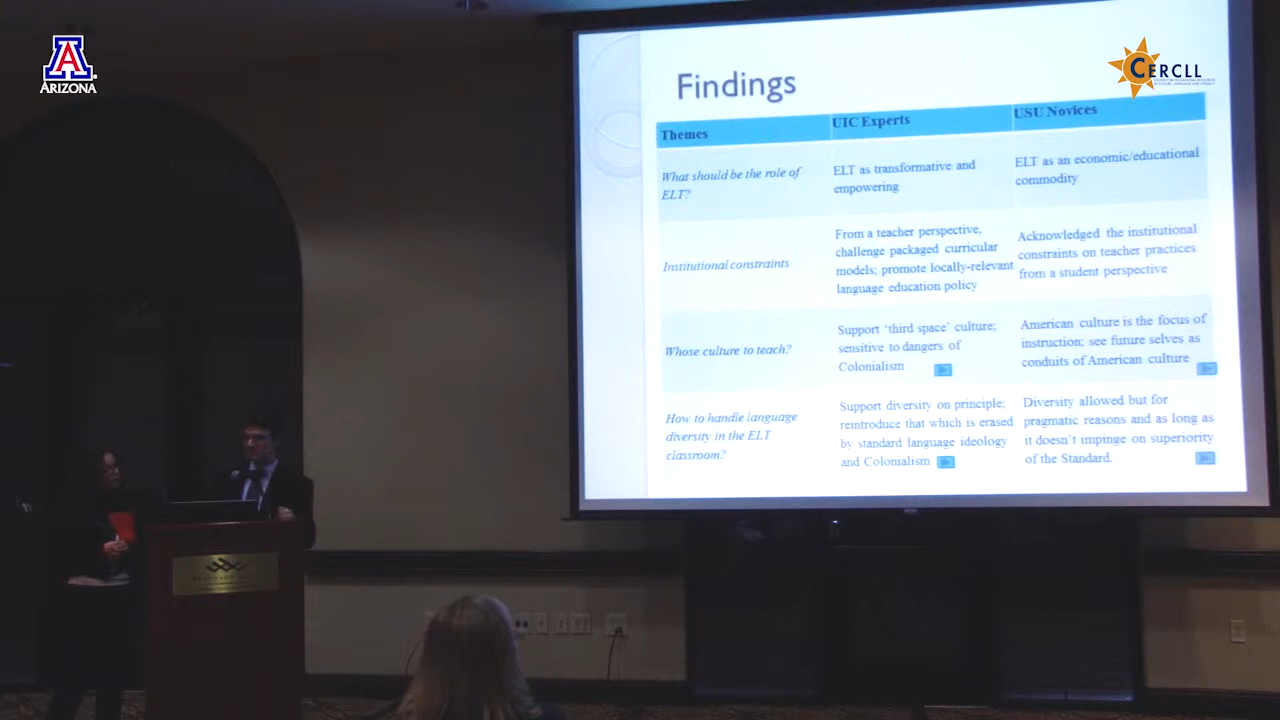 A
ARIZONA
CERCLL
Findings
Themes
UIC Experts
USU Novices
What should be the role of
ELT?
ELT as transformative and
empowering
ELT as an economic/educational
commodity
Institutional constraints
From a teacher perspective,
challenge packaged curricular
models; promote locally-relevant
language education policy
Acknowledged the institutional
constraints on teacher practices
from a student perspective
Whose culture to teach?
Support ‘third space’ culture;
sensitive to dangers of
Colonialism
American culture is the focus of
instruction; see future selves as
conduits of American culture
How to handle language
diversity in the ELT
classroom?
Support diversity on principle;
reintroduce that which is erased
by standard language ideology
and Colonialism
Diversity allowed but for
pragmatic reasons and as long as
it doesn’t impinge on superiority
of the Standard.